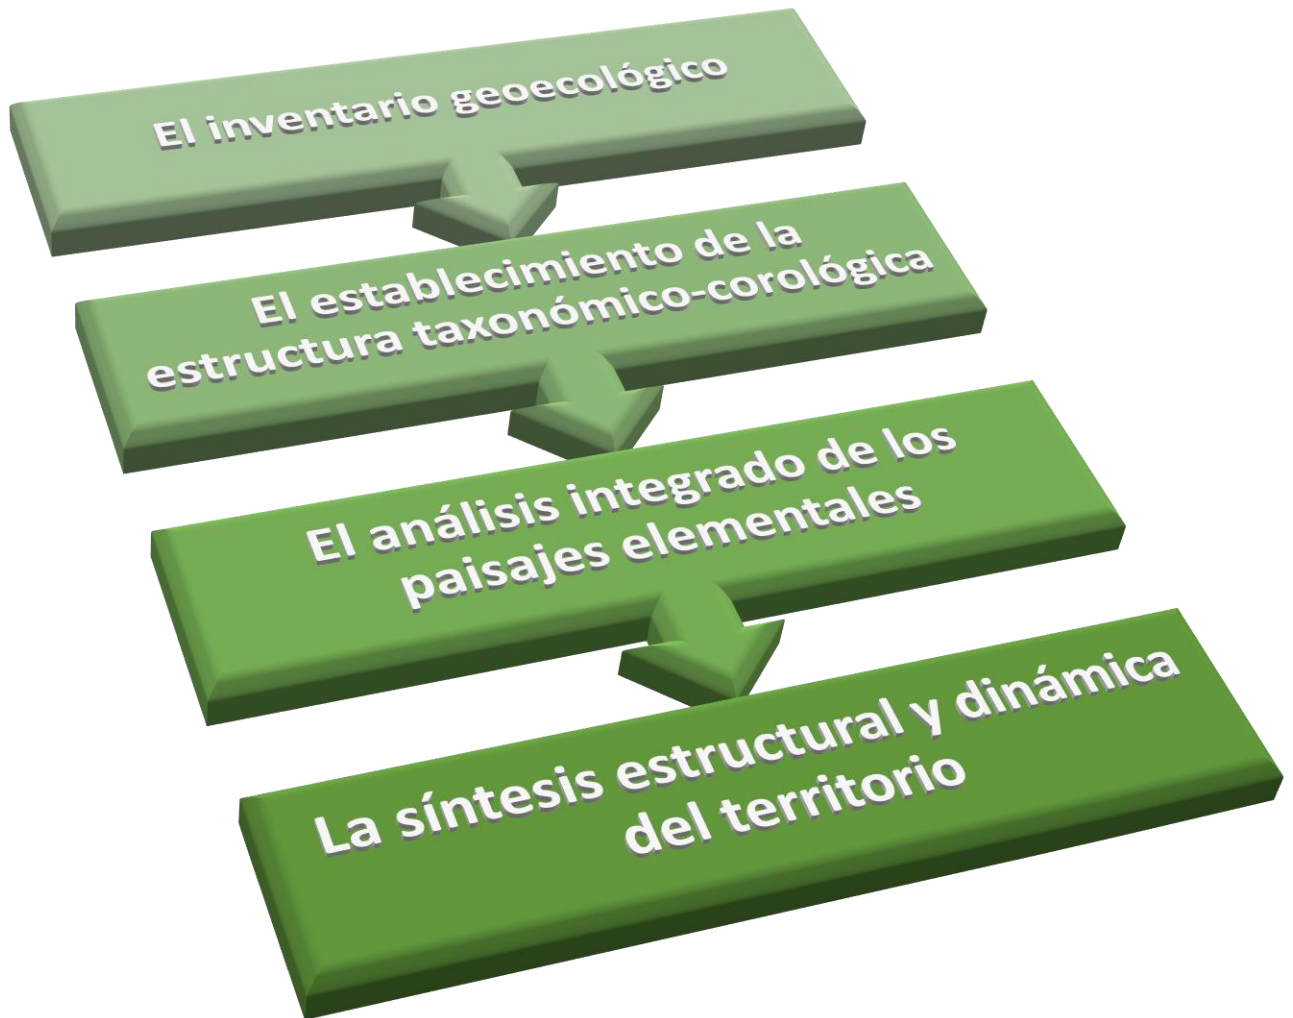 El inventario geoecológico
El establecimiento de la
estructura taxonómico-corológica
El análisis integrado de los
paisajes elementales
La síntesis estructural y dinámica
del territorio